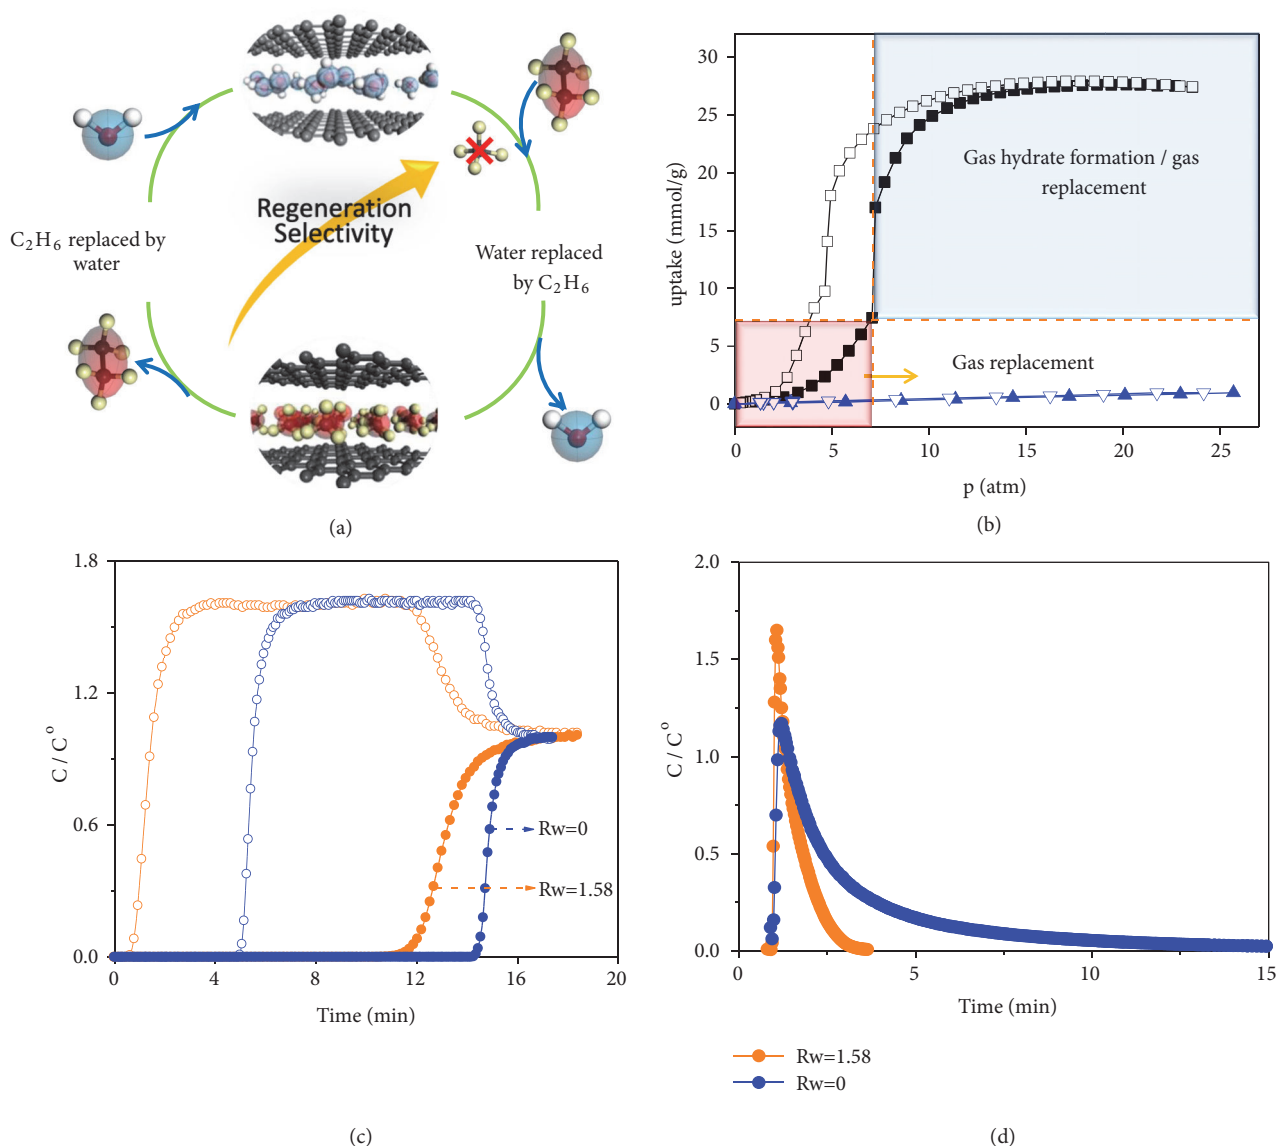 Regeneration
Selectivity
C₂H₆ replaced by
water
Water replaced
by C₂H₆
(a)
uptake (mmol/g)
30
25
20
15
10
5
0
Gas hydrate formation / gas
replacement
Gas replacement
0
5
10
15
20
25
p (atm)
(b)
C / C°
1.8
1.2
0.6
0.0
Rw=0
Rw=1.58
0
4
8
12
16
20
Time (min)
(c)
C / C°
2.0
1.5
1.0
0.5
0.0
0
5
10
15
Time (min)
Rw=1.58
Rw=0
(d)